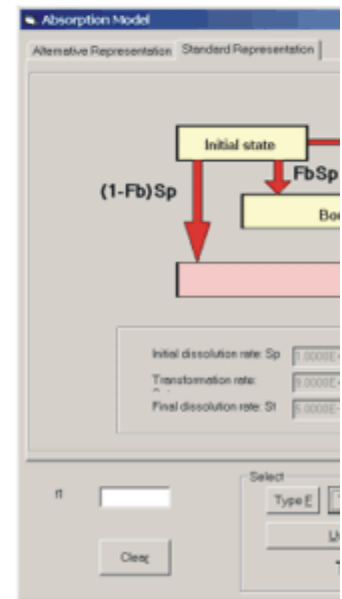 Absorption Model
Alternative Representation Standard Representation
Initial state
FbSp
(1-Fb)Sp
Initial dissolution rate: Sp
Transformation rate:
Final dissolution rate: St
Select
f1
Type F
Clear